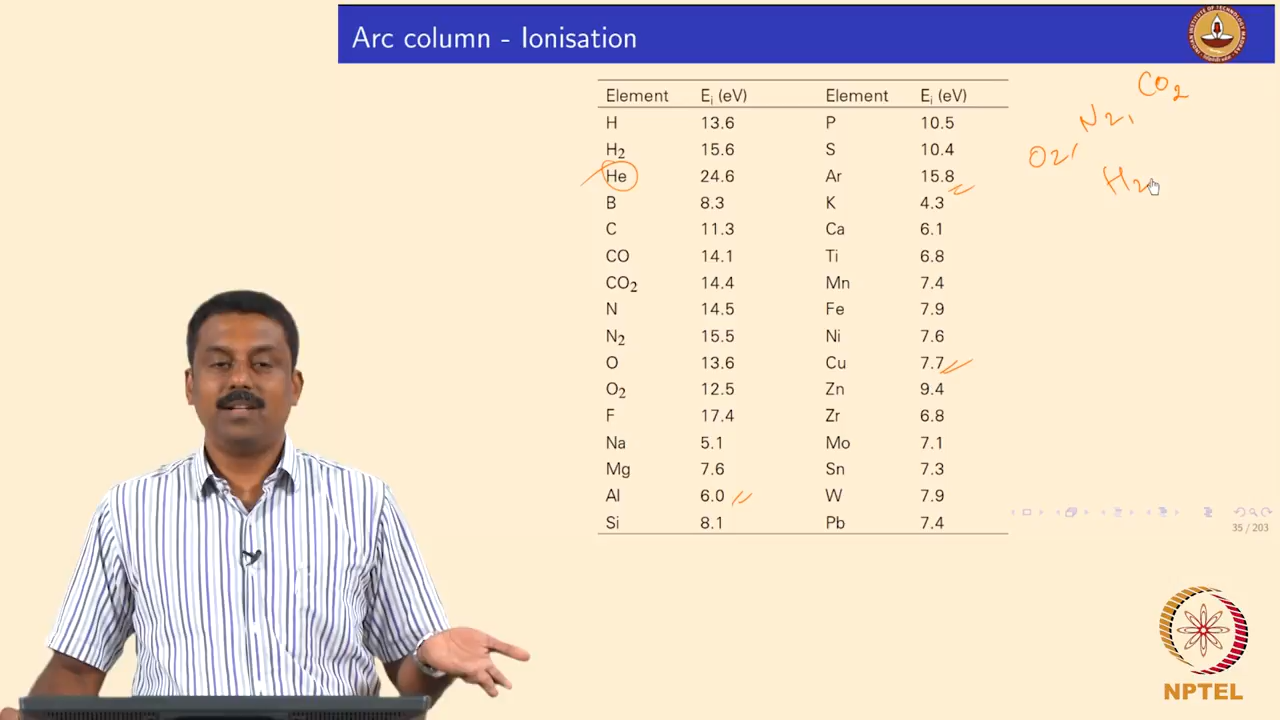 Arc column - Ionisation
Element Ei (eV) Element Ei (eV)
H 13.6 P 10.5
H2 15.6 S 10.4
He 24.6 Ar 15.8
B 8.3 K 4.3
C 11.3 Ca 6.1
CO 14.1 Ti 6.8
CO2 14.4 Mn 7.4
N 14.5 Fe 7.9
N2 15.5 Ni 7.6
O 13.6 Cu 7.7
O2 12.5 Zn 9.4
F 17.4 Zr 6.8
Na 5.1 Mo 7.1
Mg 7.6 Sn 7.3
Al 6.0 W 7.9
Si 8.1 Pb 7.4
CO2
N2,
O2,
H2
35 / 203
NPTEL